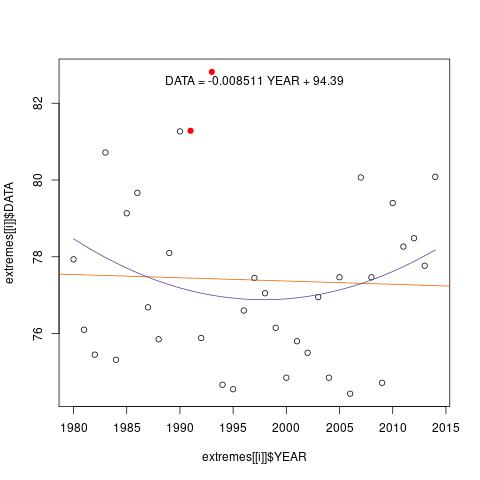 DATA = -0.008511 YEAR + 94.39
82
80
78
76
extremes[[i]]$DATA
1980 1985 1990 1995 2000 2005 2010 2015
extremes[[i]]$YEAR